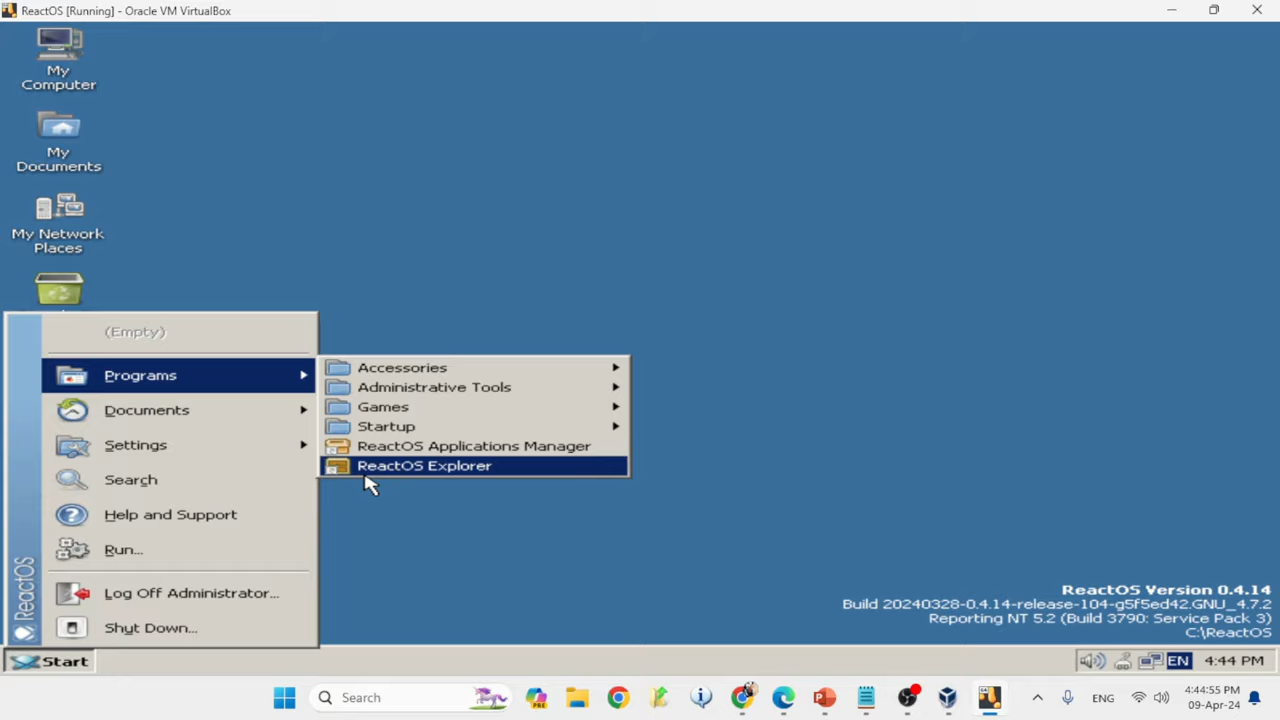 ReactOS [Running] - Oracle VM VirtualBox
My
Computer
My
Documents
My Network
Places
(Empty)
Programs
Documents
Settings
Search
Help and Support
Run...
Log Off Administrator...
Shut Down...
ReactOS
Accessories
Administrative Tools
Games
Startup
ReactOS Applications Manager
ReactOS Explorer
ReactOS Version 0.4.14
Build 20240328-0.4.14-release-104-g5f5ed42.GNU_4.7.2
Reporting NT 5.2 (Build 3790: Service Pack 3)
C:\ReactOS
Start
EN
4:44 PM
Search
PRE
ENG
4:44:55 PM
09-Apr-24